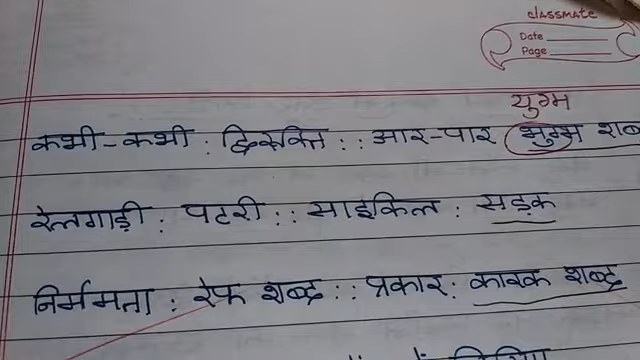 classmate
Date
Page
युग्म
कभी-कभी : द्विरुक्ति :: आर-पार शब्
रेलगाड़ी : पटरी :: साइकिल : सड़क
निर्ममता : रेफ शब्द :: प्रकार : कारक शब्द